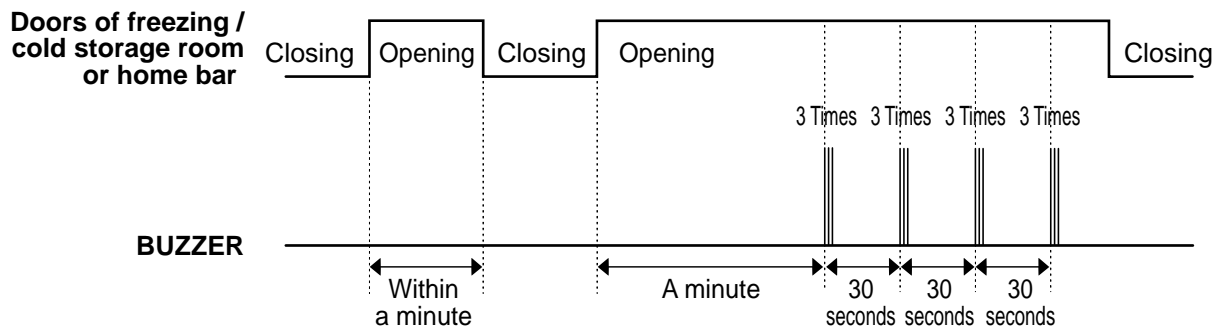 Doors of freezing /
cold storage room
or home bar
Closing Opening Closing Opening Closing
3 Times 3 Times 3 Times 3 Times
BUZZER
Within
a minute
A minute
30
seconds
30
seconds
30
seconds